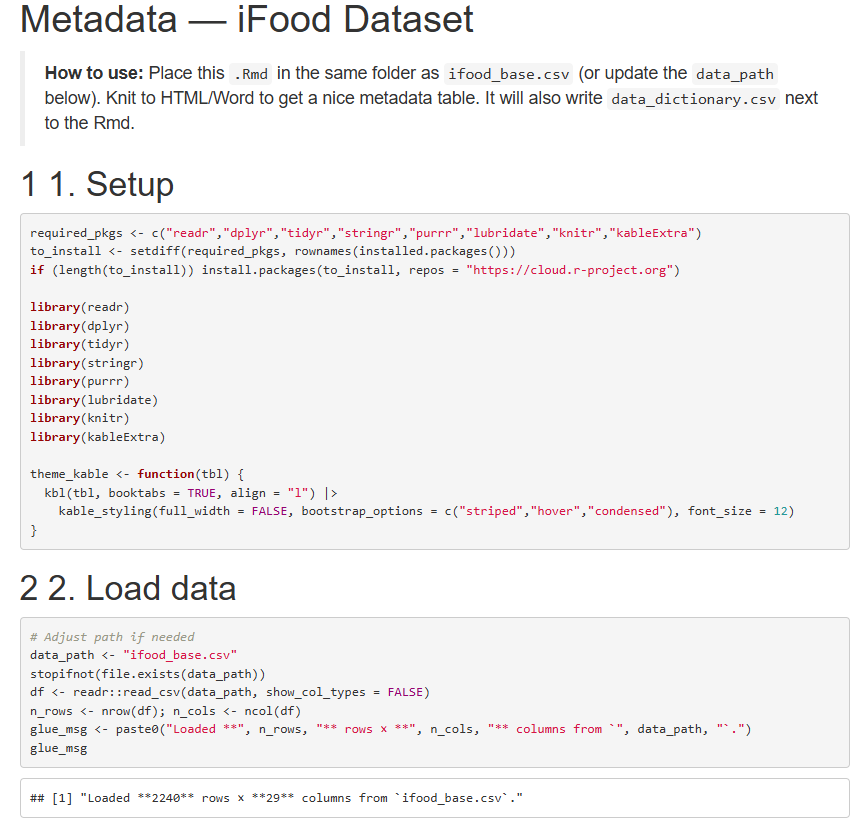 Metadata — iFood Dataset
How to use: Place this .Rmd in the same folder as ifood_base.csv (or update the data_path
below). Knit to HTML/Word to get a nice metadata table. It will also write data_dictionary.csv next
to the Rmd.
1 1. Setup
required_pkgs <- c("readr","dplyr","tidyr","stringr","purrr","lubridate","knitr","kableExtra")
to_install <- setdiff(required_pkgs, rownames(installed.packages()))
if (length(to_install)) install.packages(to_install, repos = "https://cloud.r-project.org")
library(readr)
library(dplyr)
library(tidyr)
library(stringr)
library(purrr)
library(lubridate)
library(knitr)
library(kableExtra)
theme_kable <- function(tbl) {
  kbl(tbl, booktabs = TRUE, align = "l") |>
    kable_styling(full_width = FALSE, bootstrap_options = c("striped","hover","condensed"), font_size = 12)
}
2 2. Load data
# Adjust path if needed
data_path <- "ifood_base.csv"
stopifnot(file.exists(data_path))
df <- readr::read_csv(data_path, show_col_types = FALSE)
n_rows <- nrow(df); n_cols <- ncol(df)
glue_msg <- paste0("Loaded **", n_rows, "** rows × **", n_cols, "** columns from `", data_path, "`.")
glue_msg
## [1] "Loaded **2240** rows × **29** columns from `ifood_base.csv`."